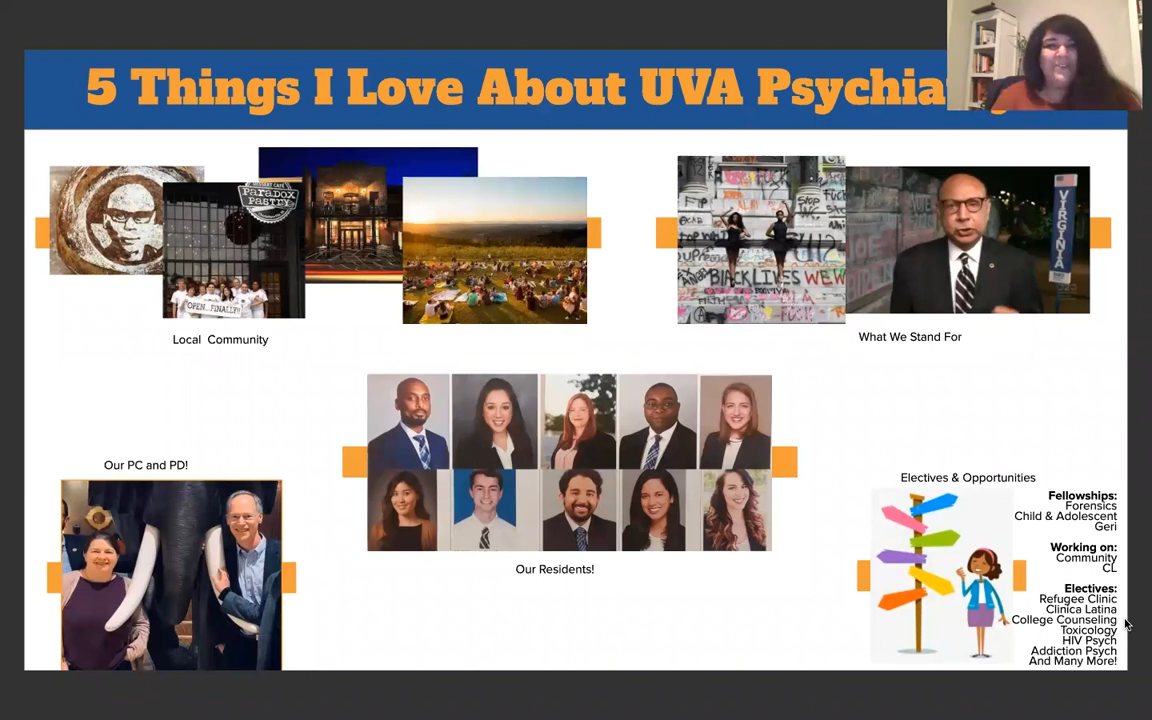 5 Things I Love About UVA Psychia
DESSERT CAFE
Paradox
Pastry
OPEN...FINALLY!!
Local Community
BLACK LIVES
VIRGINIA
What We Stand For
Our PC and PD!
Our Residents!
Electives & Opportunities
Fellowships:
Forensics
Child & Adolescent
Geri
Working on:
Community
CL
Electives:
Refugee Clinic
Clinica Latina
College Counseling
Toxicology
HIV Psych
Addiction Psych
And Many More!